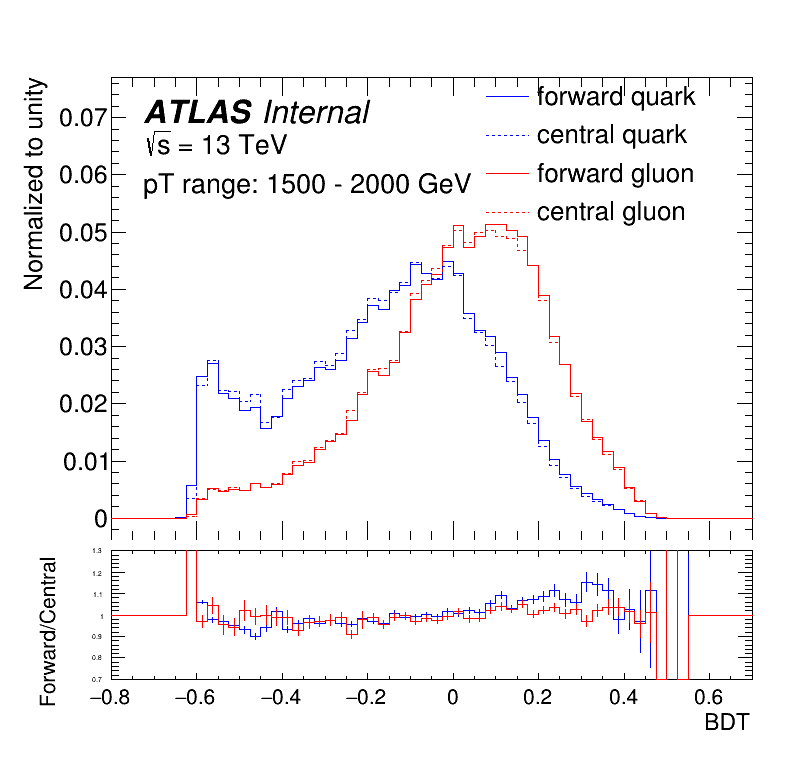 Normalized to unity
ATLAS Internal
√s = 13 TeV
pT range: 1500 - 2000 GeV
forward quark
central quark
forward gluon
central gluon
0.07
0.06
0.05
0.04
0.03
0.02
0.01
0
Forward/Central
1.3
1.2
1.1
1
0.9
0.8
0.7
−0.8 −0.6 −0.4 −0.2 0 0.2 0.4 0.6
BDT